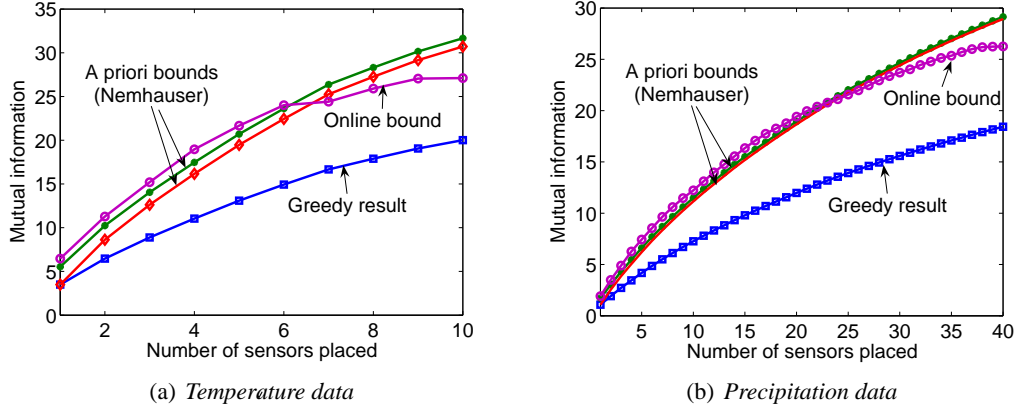 35
30
25
20
15
10
5
0
Mutual information
A priori bounds
(Nemhauser)
Online bound
Greedy result
2
4
6
8
10
Number of sensors placed
(a) Temperature data
30
25
20
15
10
5
0
Mutual information
A priori bounds
(Nemhauser)
Online bound
Greedy result
5
10
15
20
25
30
35
40
Number of sensors placed
(b) Precipitation data